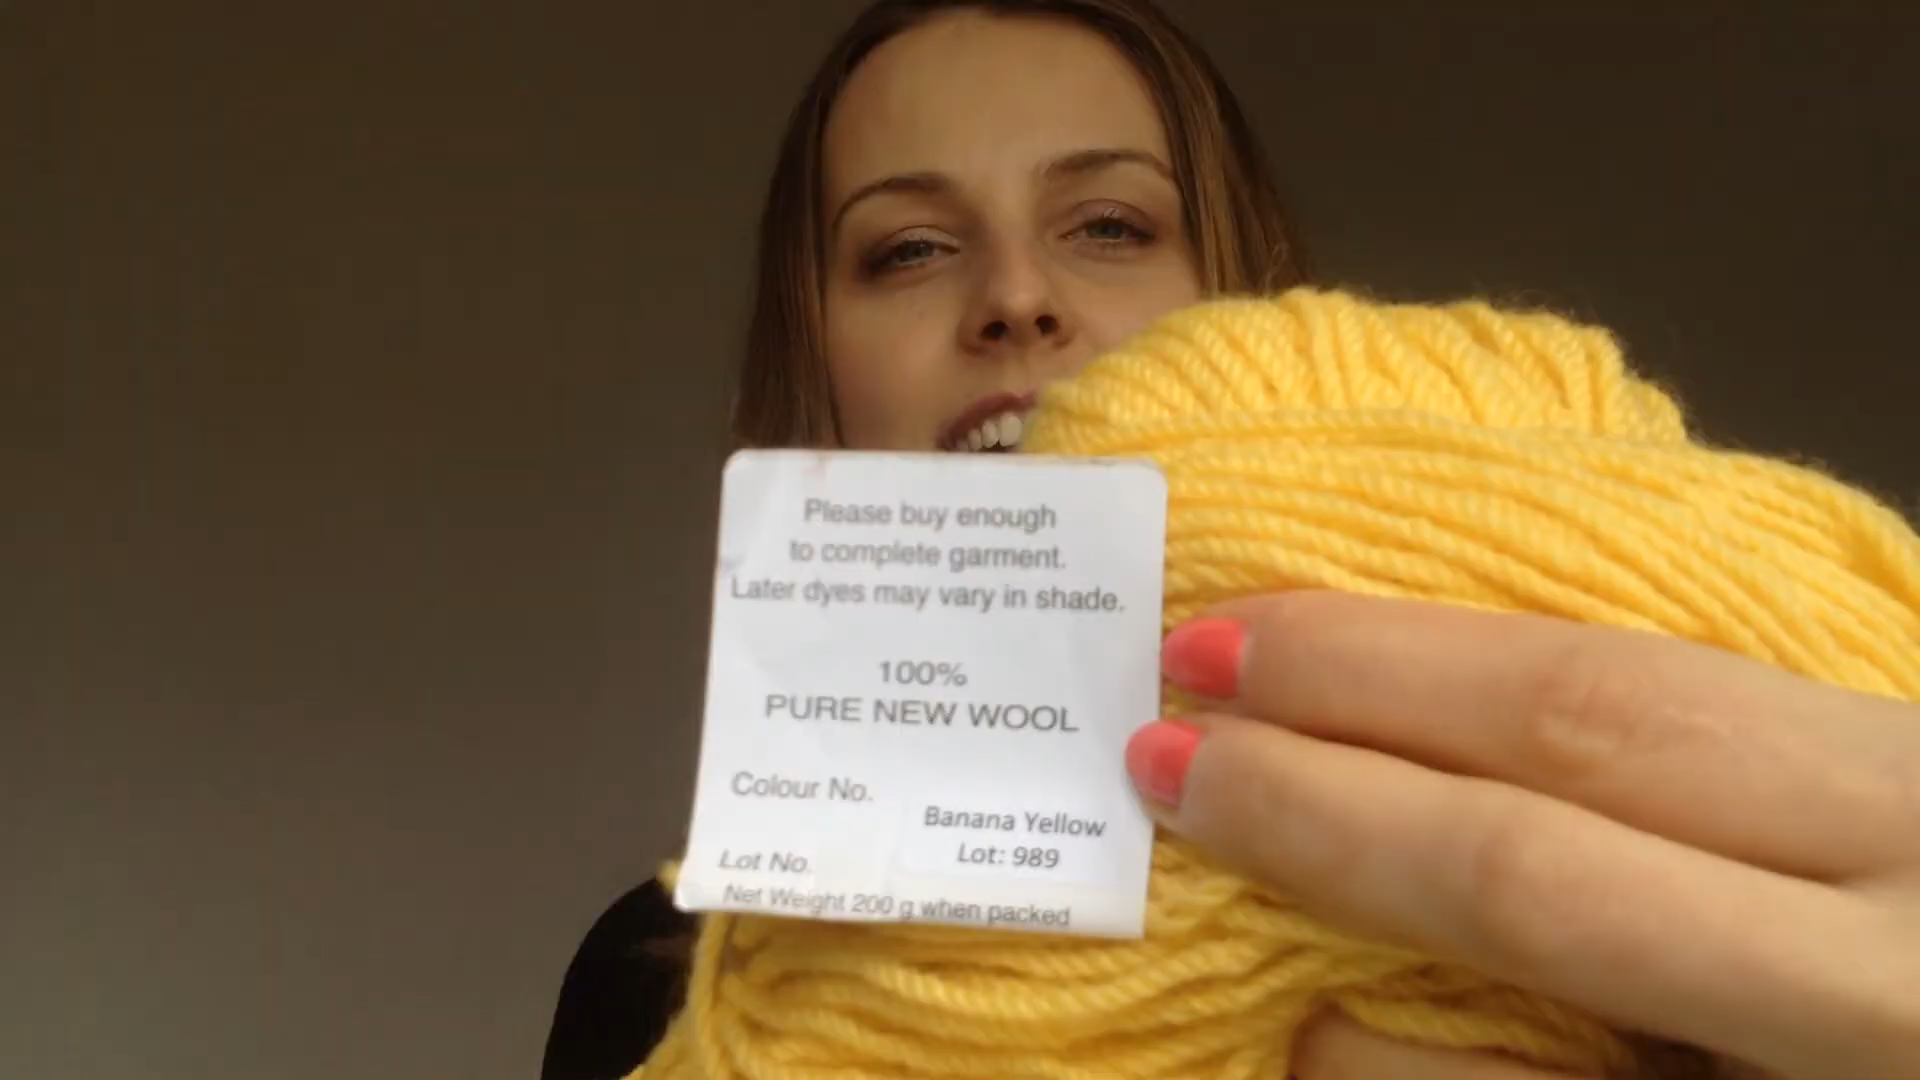 Please buy enough
to complete garment.
Later dyes may vary in shade.
100%
PURE NEW WOOL
Colour No.
Banana Yellow
Lot: 989
Lot No.
Net Weight 200 g when packed